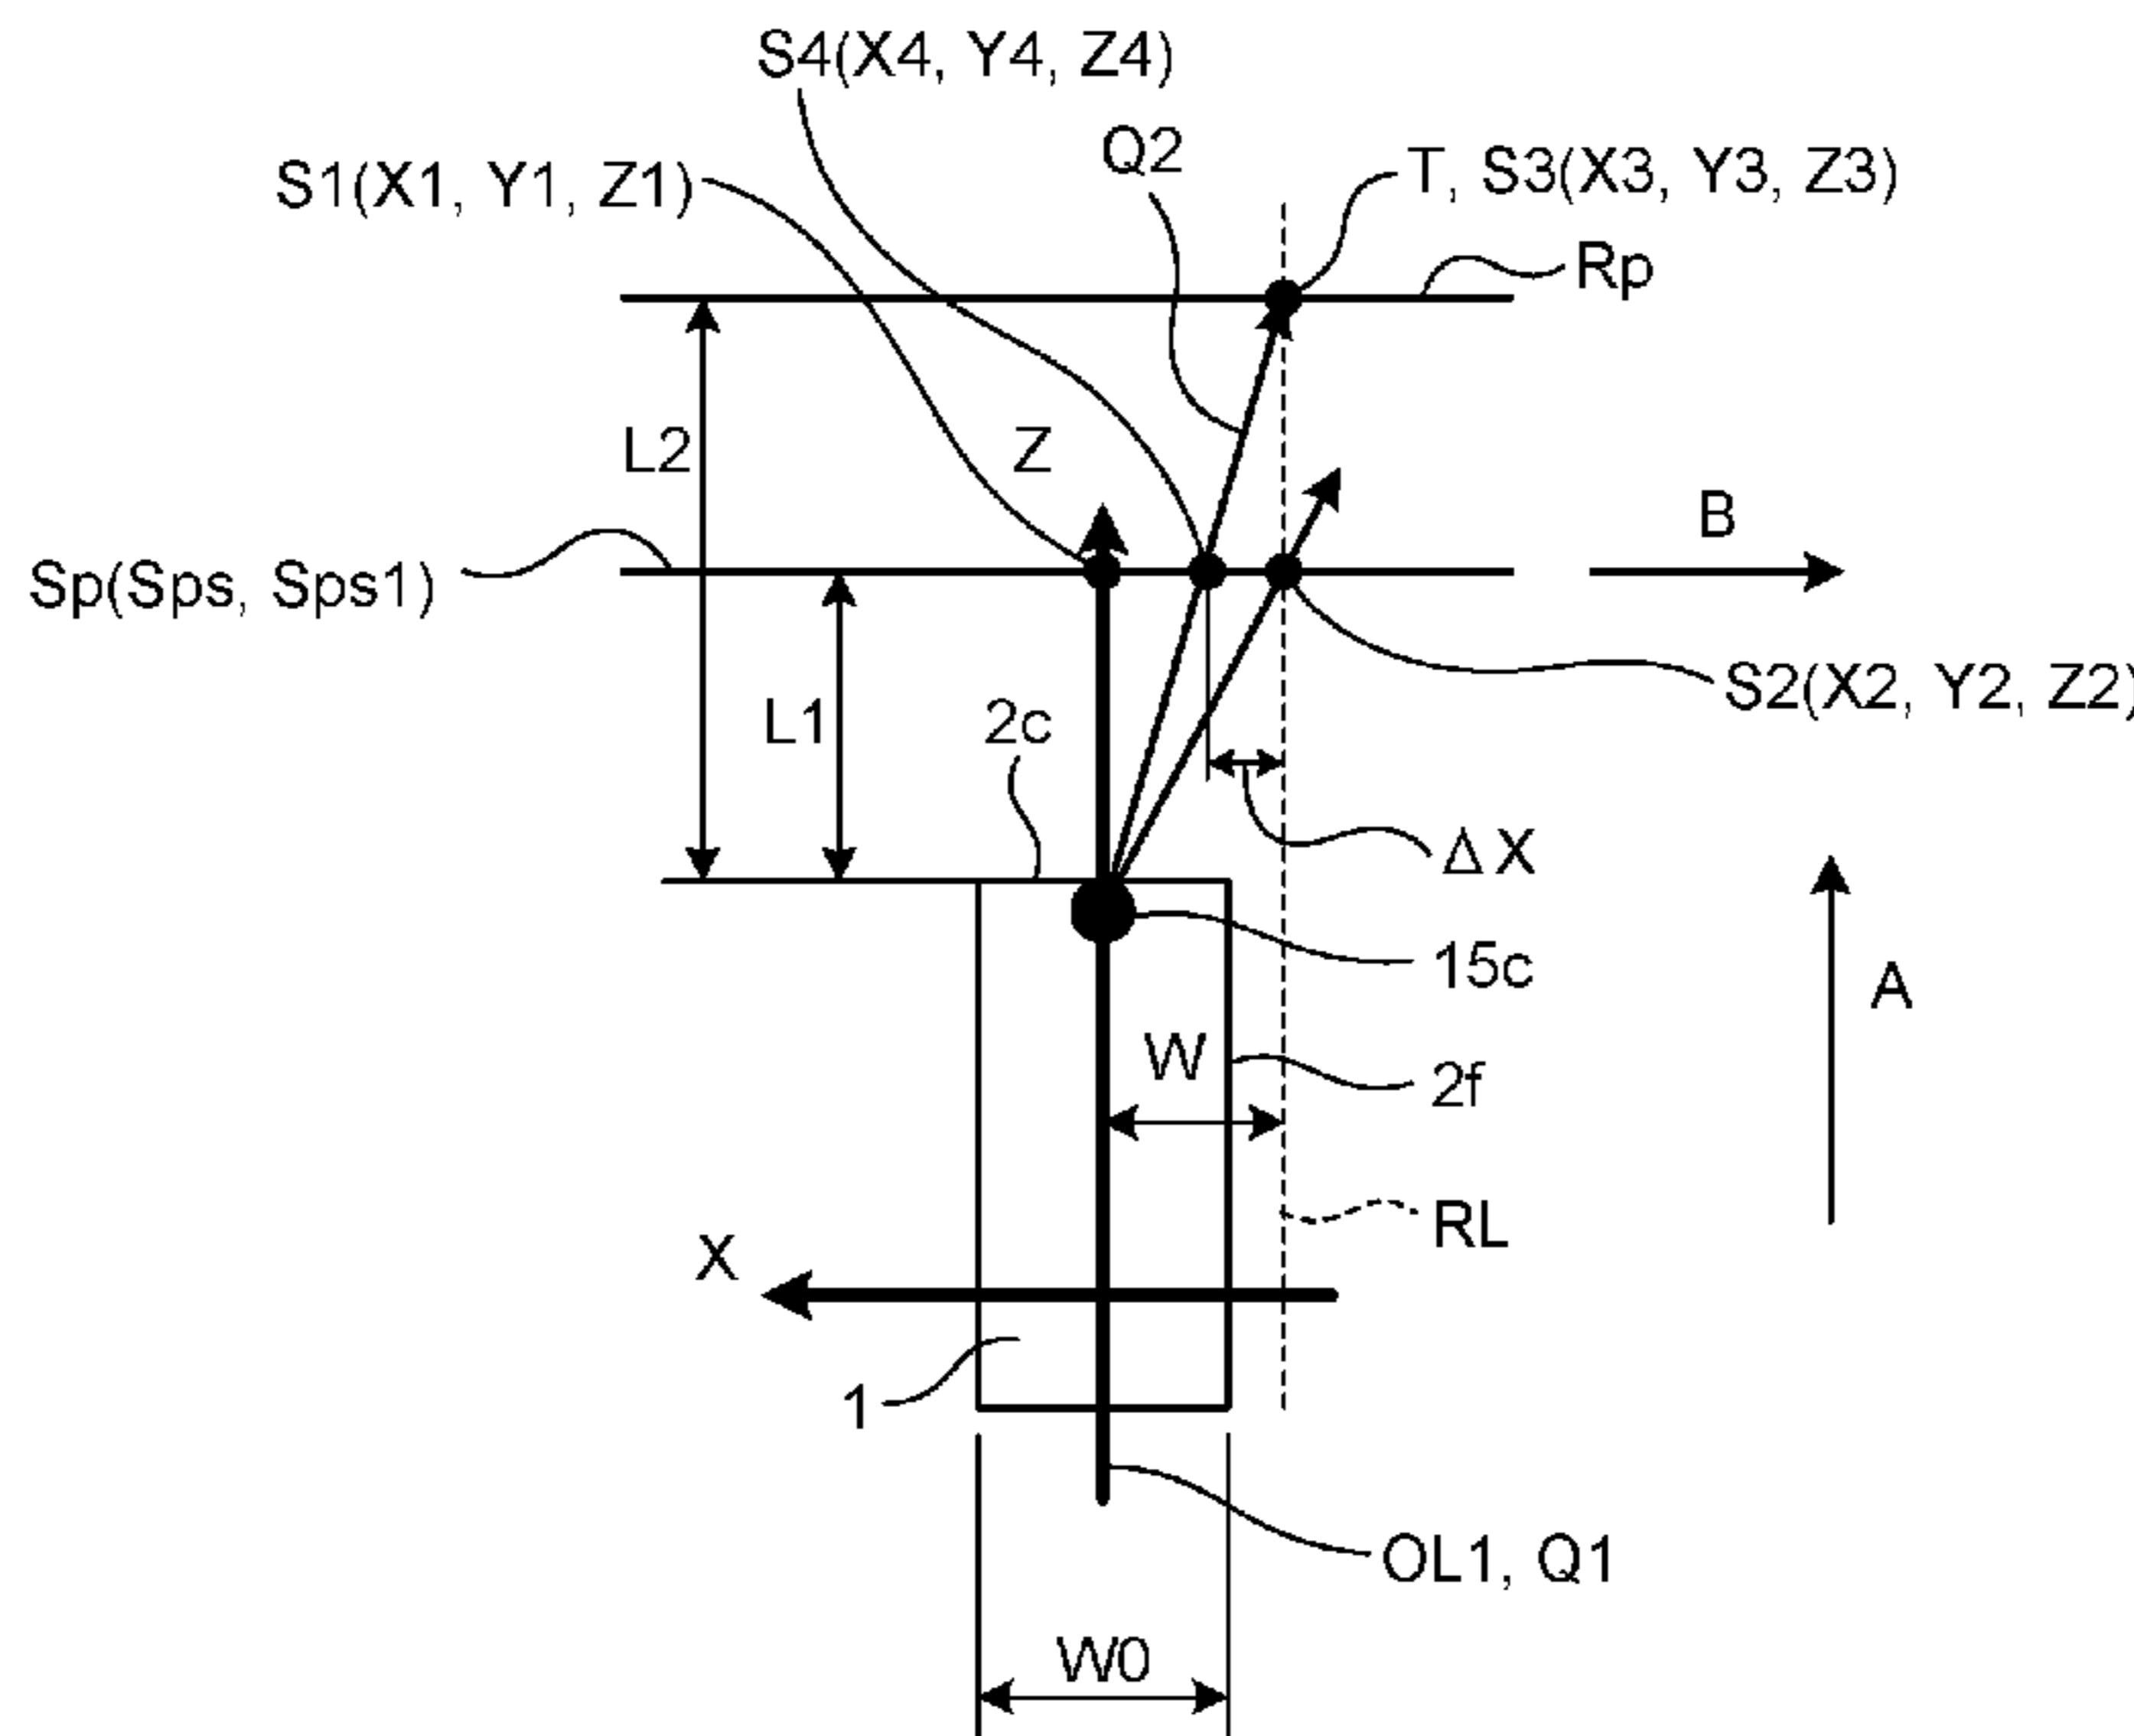 S4(X4, Y4, Z4)
Q2
S1(X1, Y1, Z1)
T, S3(X3, Y3, Z3)
Rp
L2
Z
B
Sp(Sps, Sps1)
S2(X2, Y2, Z2)
L1
2c
ΔX
15c
A
W
2f
RL
X
1
OL1, Q1
W0